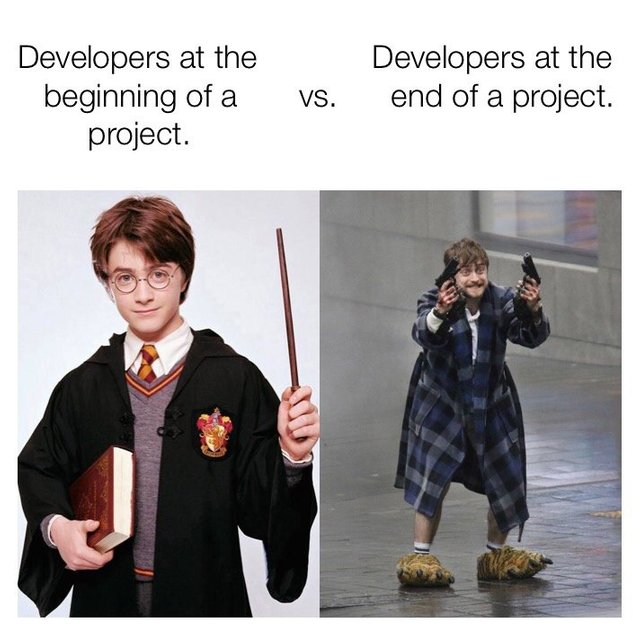 Developers at the
beginning of a
project.
vs.
Developers at the
end of a project.